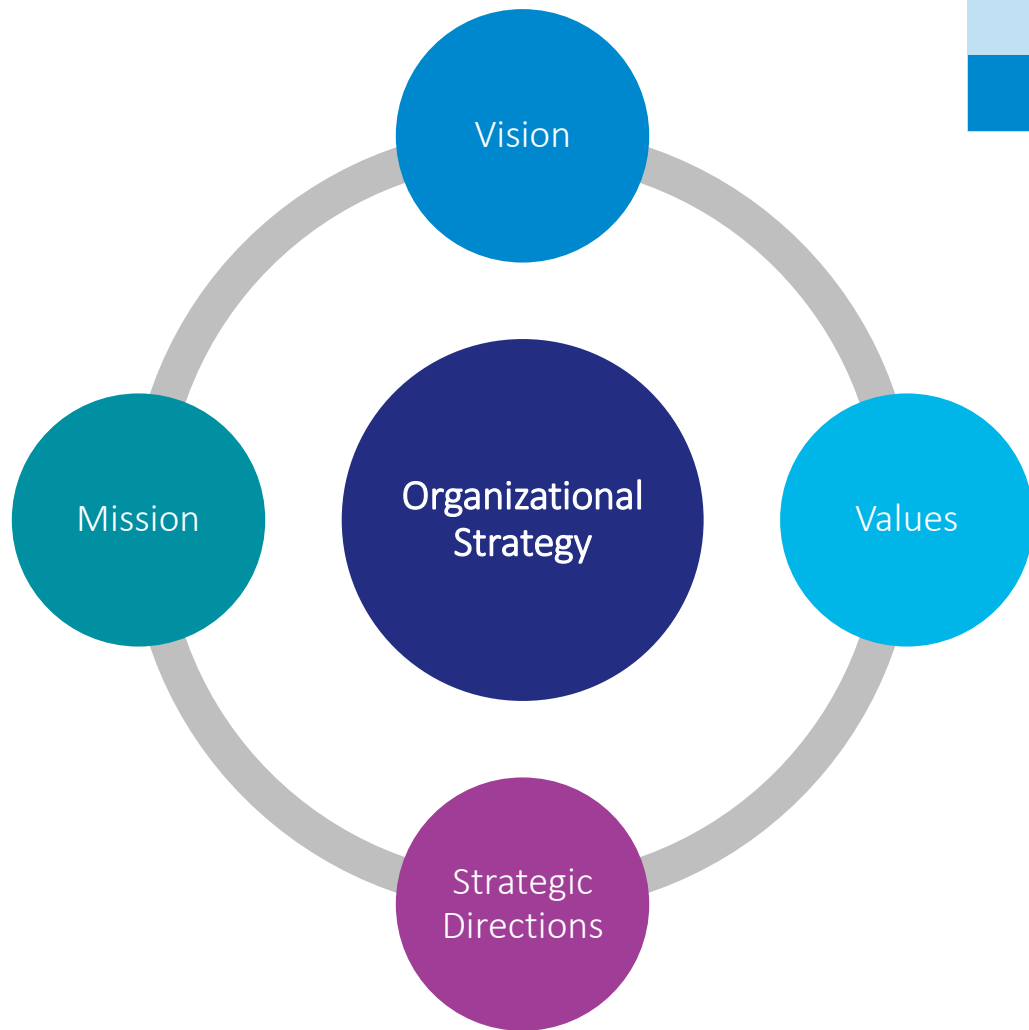 Vision
Mission
Organizational
Strategy
Values
Strategic
Directions